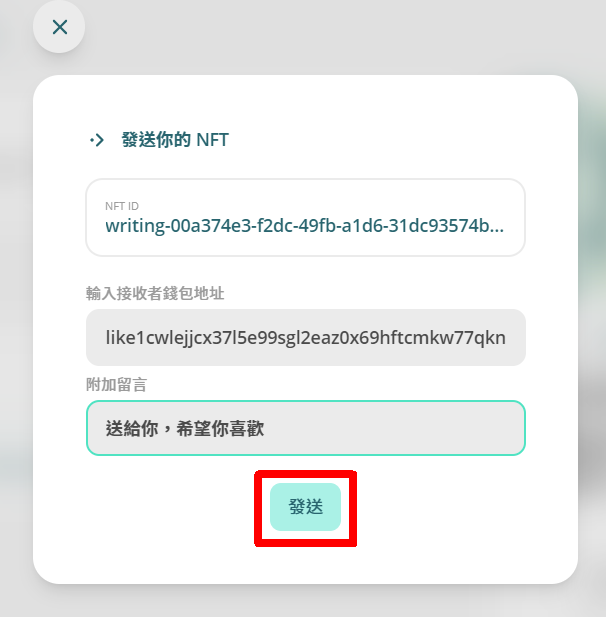 發送你的 NFT
NFT ID
writing-00a374e3-f2dc-49fb-a1d6-31dc93574b...
輸入接收者錢包地址
like1cwlejjcx37l5e99sgl2eaz0x69hftcmkw77qkn
附加留言
送給你，希望你喜歡
發送